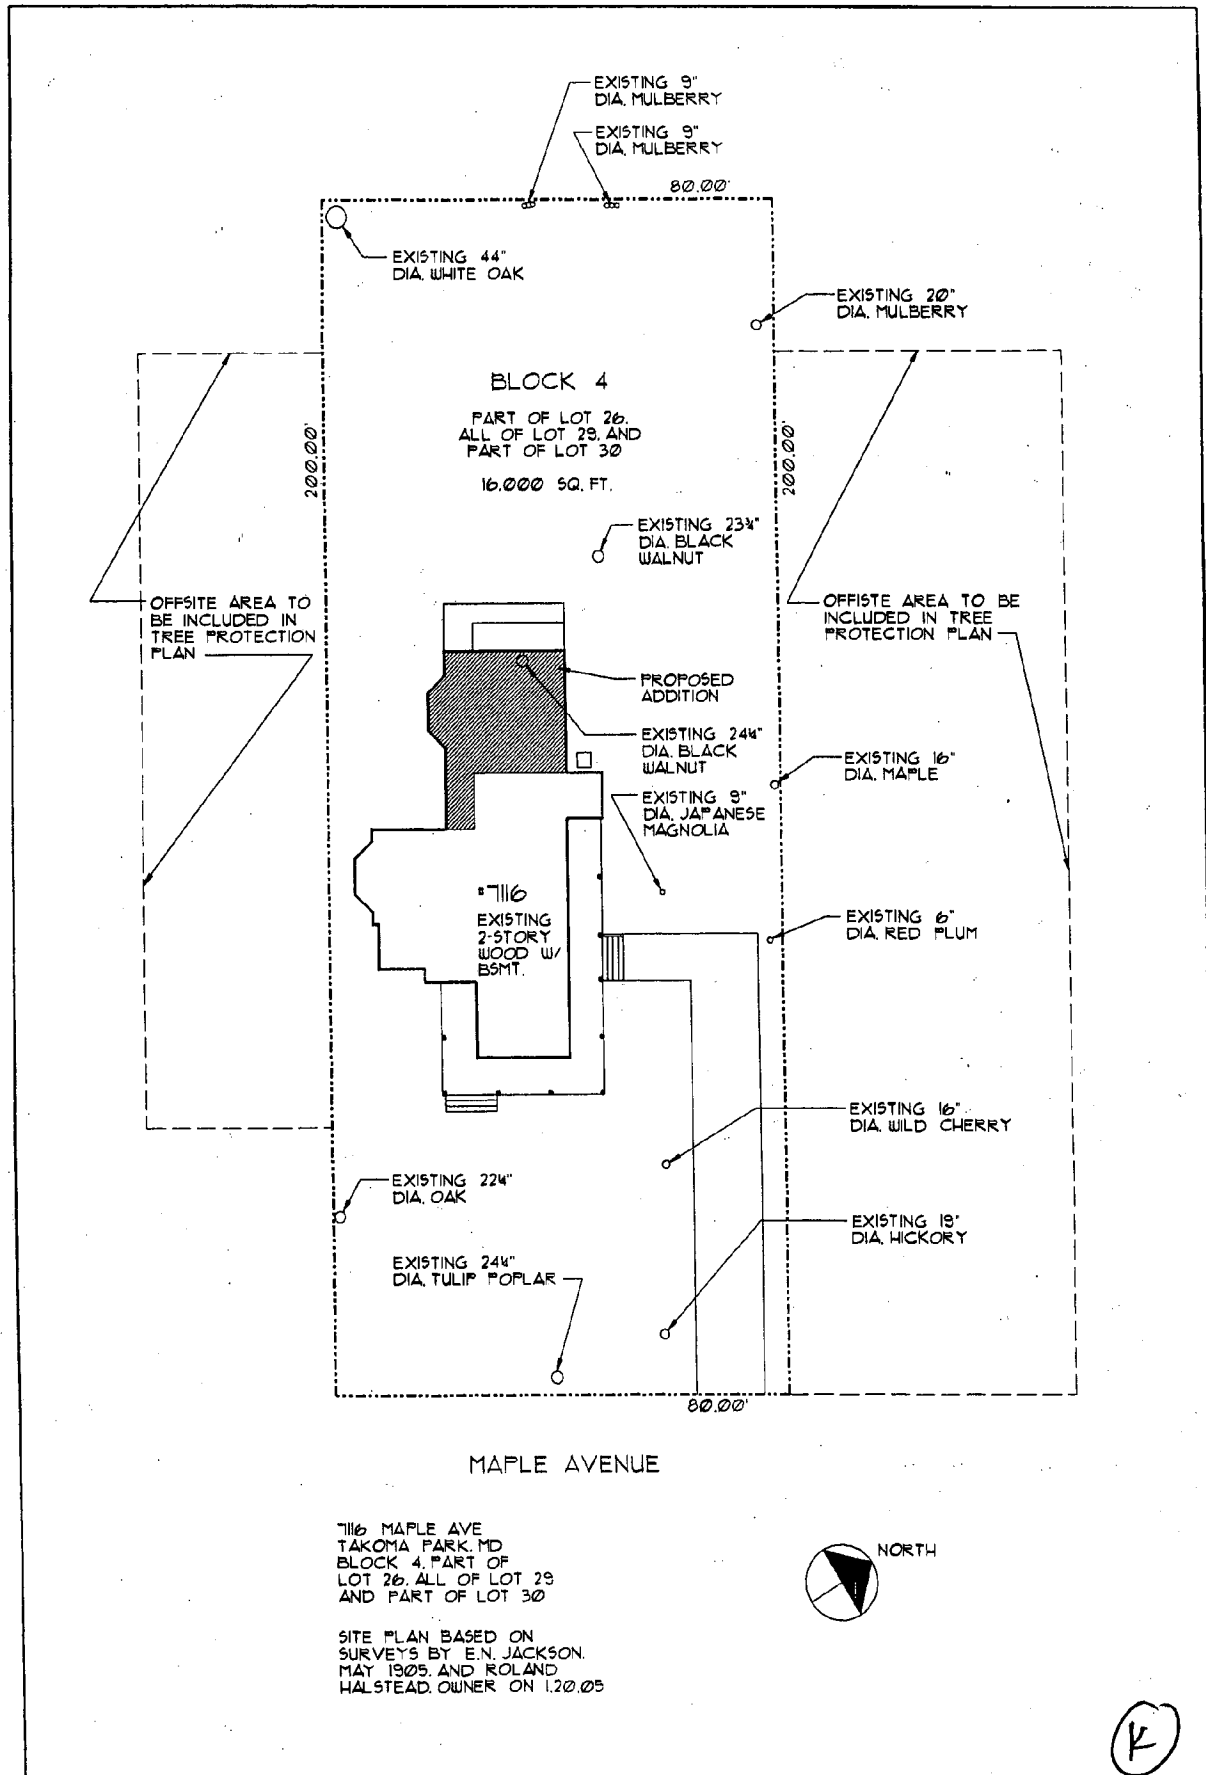 EXISTING 9"
DIA. MULBERRY
EXISTING 9"
DIA. MULBERRY
80.00'
EXISTING 44"
DIA. WHITE OAK
EXISTING 20"
DIA. MULBERRY
BLOCK 4
PART OF LOT 26,
ALL OF LOT 29, AND
PART OF LOT 30
16,000 SQ. FT.
200.00'
200.00'
EXISTING 23¾"
DIA. BLACK
WALNUT
OFFSITE AREA TO
BE INCLUDED IN
TREE PROTECTION
PLAN
OFFISTE AREA TO BE
INCLUDED IN TREE
PROTECTION PLAN
PROPOSED
ADDITION
EXISTING 24¼"
DIA. BLACK
WALNUT
EXISTING 16"
DIA. MAPLE
EXISTING 9"
DIA. JAPANESE
MAGNOLIA
#7116
EXISTING
2-STORY
WOOD W/
BSMT.
EXISTING 6"
DIA. RED PLUM
EXISTING 16"
DIA. WILD CHERRY
EXISTING 22¼"
DIA. OAK
EXISTING 19"
DIA. HICKORY
EXISTING 24¼"
DIA. TULIP POPLAR
80.00'
MAPLE AVENUE
7116 MAPLE AVE
TAKOMA PARK, MD
BLOCK 4, PART OF
LOT 26, ALL OF LOT 29
AND PART OF LOT 30
NORTH
SITE PLAN BASED ON
SURVEYS BY E.N. JACKSON,
MAY 1905, AND ROLAND
HALSTEAD, OWNER ON 1.20.05
K